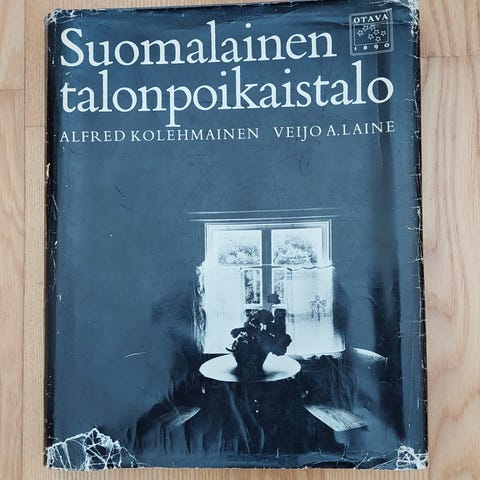 Suomalainen
talonpoikaistalo
ALFRED KOLEHMAINEN VEIJO A. LAINE
OTAVA
1890